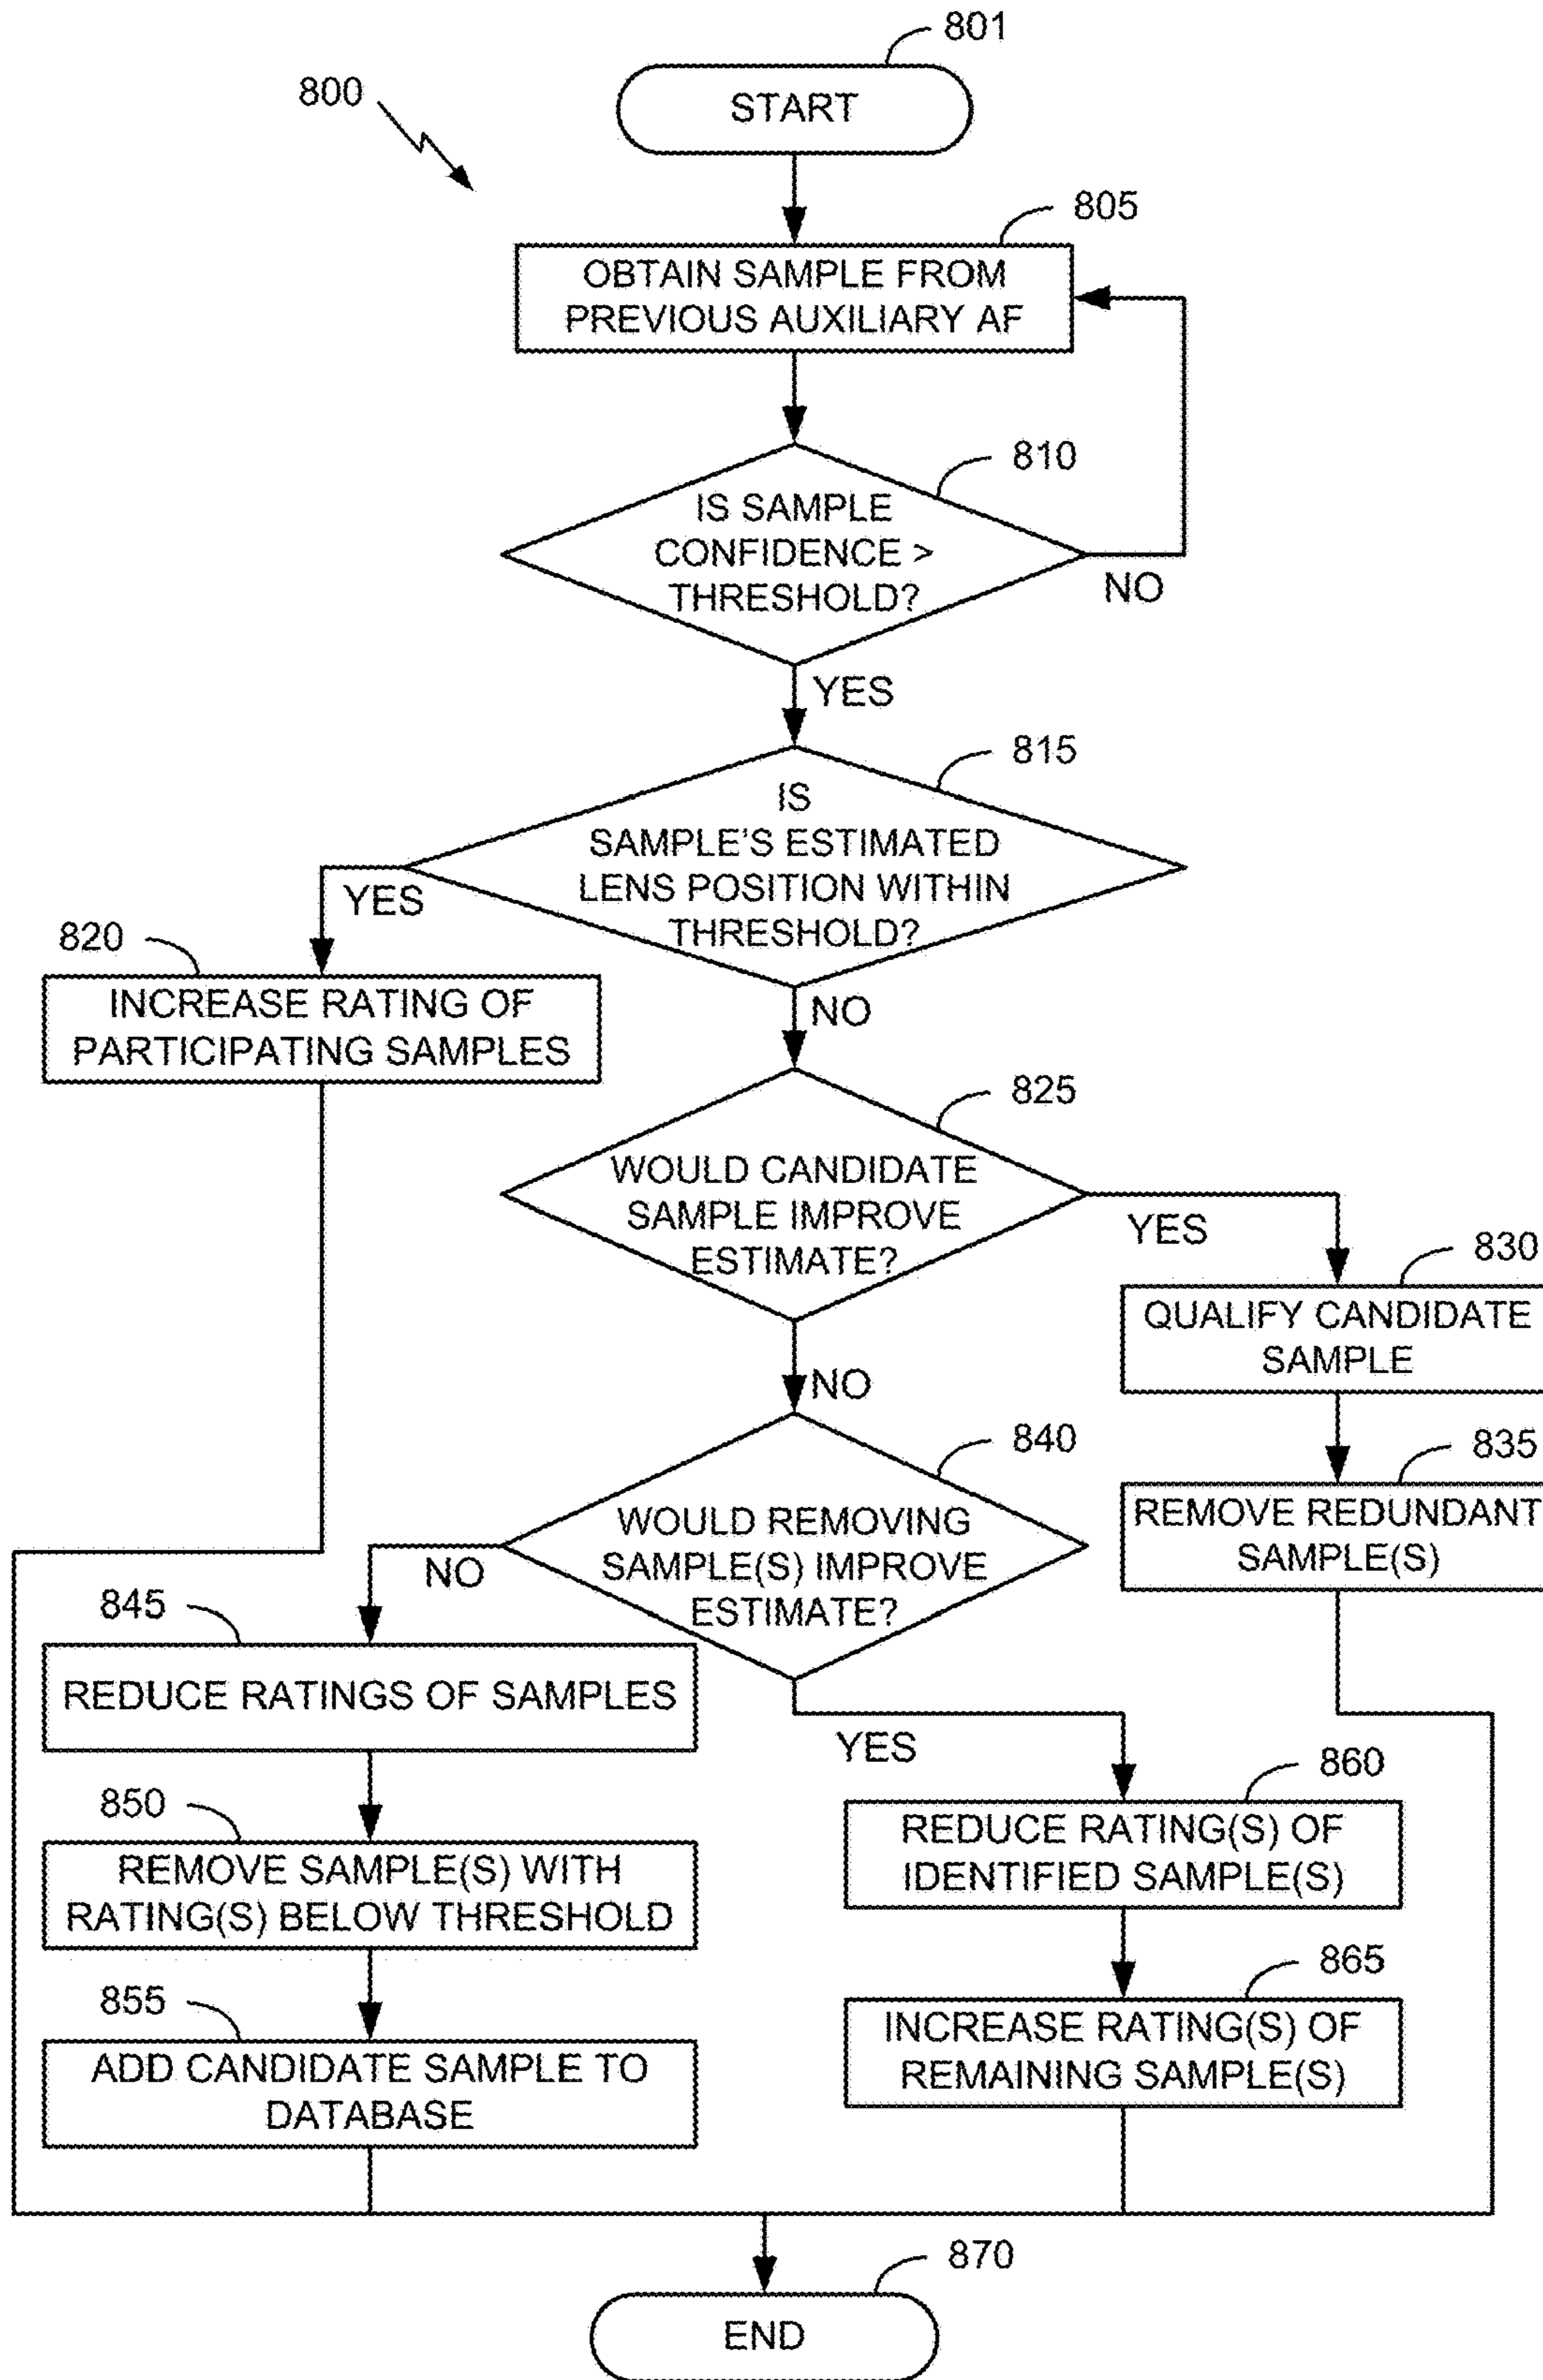 801
800
START
805
OBTAIN SAMPLE FROM
PREVIOUS AUXILIARY AF
810
IS SAMPLE
CONFIDENCE >
THRESHOLD?
NO
YES
815
IS
SAMPLE'S ESTIMATED
LENS POSITION WITHIN
THRESHOLD?
YES
820
INCREASE RATING OF
PARTICIPATING SAMPLES
NO
825
WOULD CANDIDATE
SAMPLE IMPROVE
ESTIMATE?
YES
830
QUALIFY CANDIDATE
SAMPLE
NO
835
REMOVE REDUNDANT
SAMPLE(S)
840
WOULD REMOVING
SAMPLE(S) IMPROVE
ESTIMATE?
NO
845
REDUCE RATINGS OF SAMPLES
YES
850
REMOVE SAMPLE(S) WITH
RATING(S) BELOW THRESHOLD
860
REDUCE RATING(S) OF
IDENTIFIED SAMPLE(S)
855
ADD CANDIDATE SAMPLE TO
DATABASE
865
INCREASE RATING(S) OF
REMAINING SAMPLE(S)
870
END